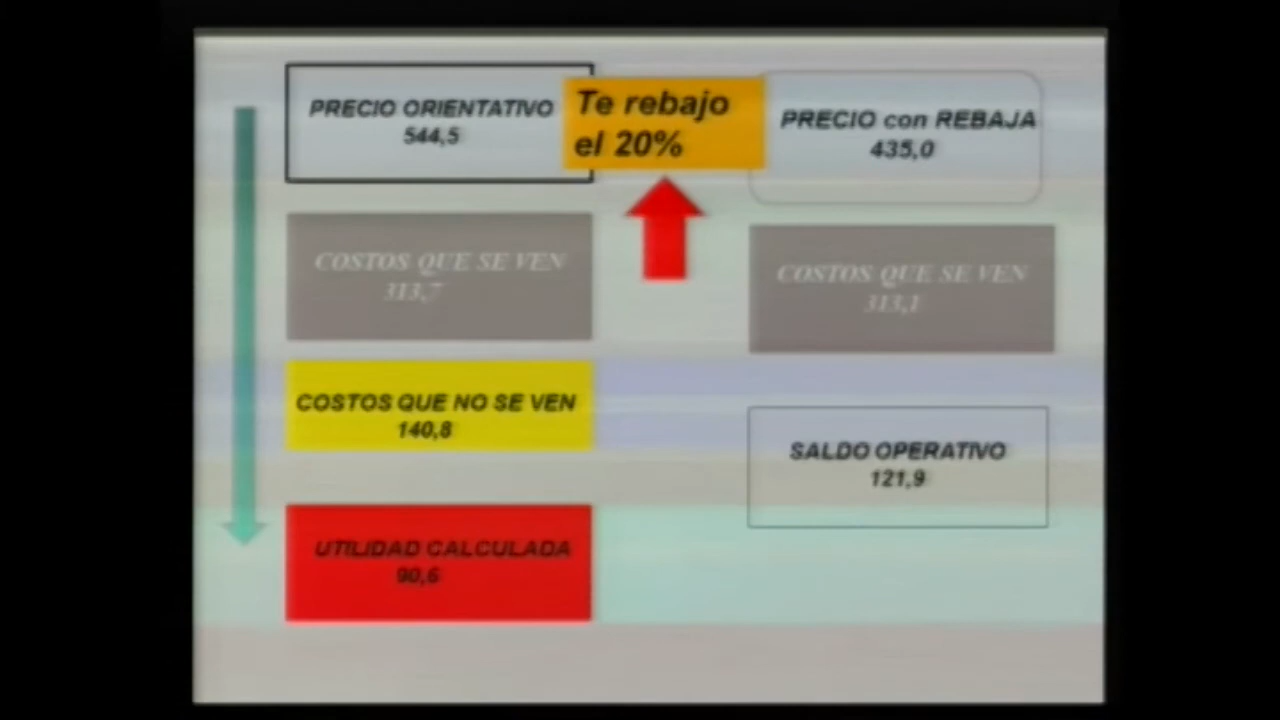 PRECIO ORIENTATIVO
544,5
Te rebajo
el 20%
PRECIO con REBAJA
435,0
COSTOS QUE SE VEN
313,7
COSTOS QUE SE VEN
313,1
COSTOS QUE NO SE VEN
140,8
SALDO OPERATIVO
121,9
UTILIDAD CALCULADA
90,6